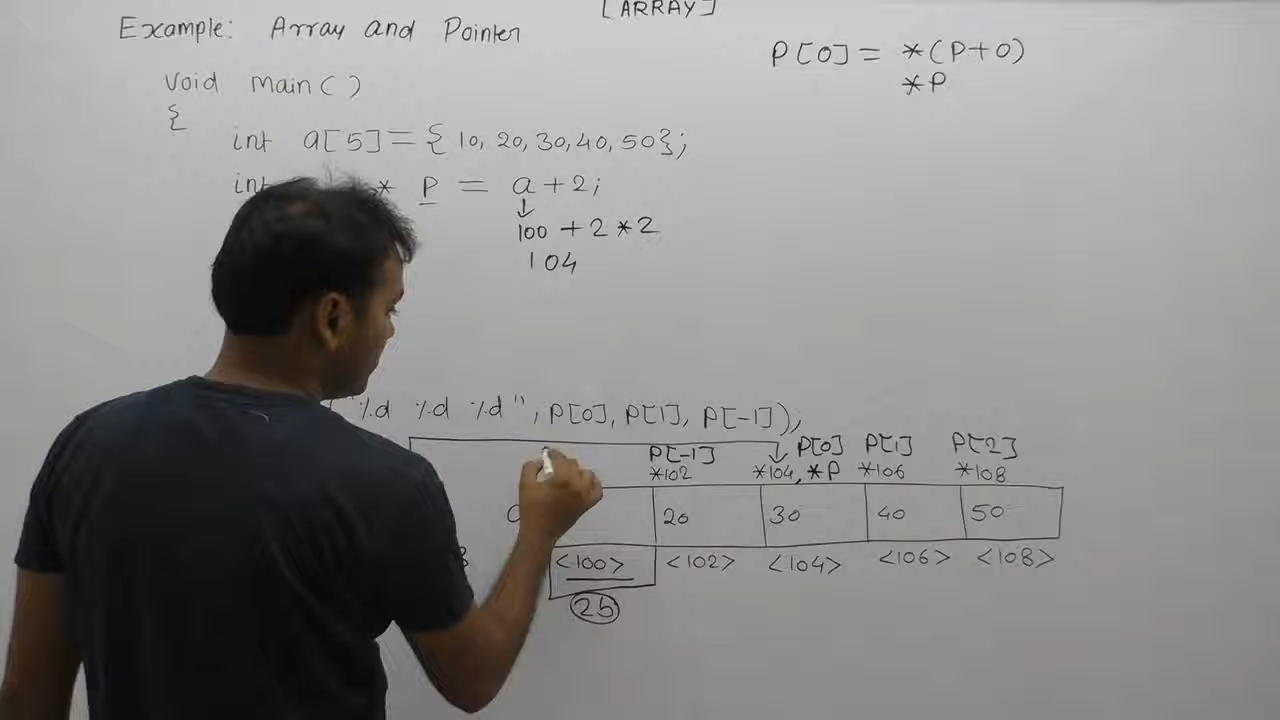 [ARRAY]
Example: Array and Pointer
P[0] = *(P+0)
*P
void main()
{
int a[5]={10, 20, 30, 40, 50};
int * P = a+2;
100 + 2 * 2
104
"%d %d %d", P[0], P[1], P[-1]);
P[-1] P[0] P[1] P[2]
*102 *104, *P *106 *108
20 30 40 50
<100> <102> <104> <106> <108>
2B